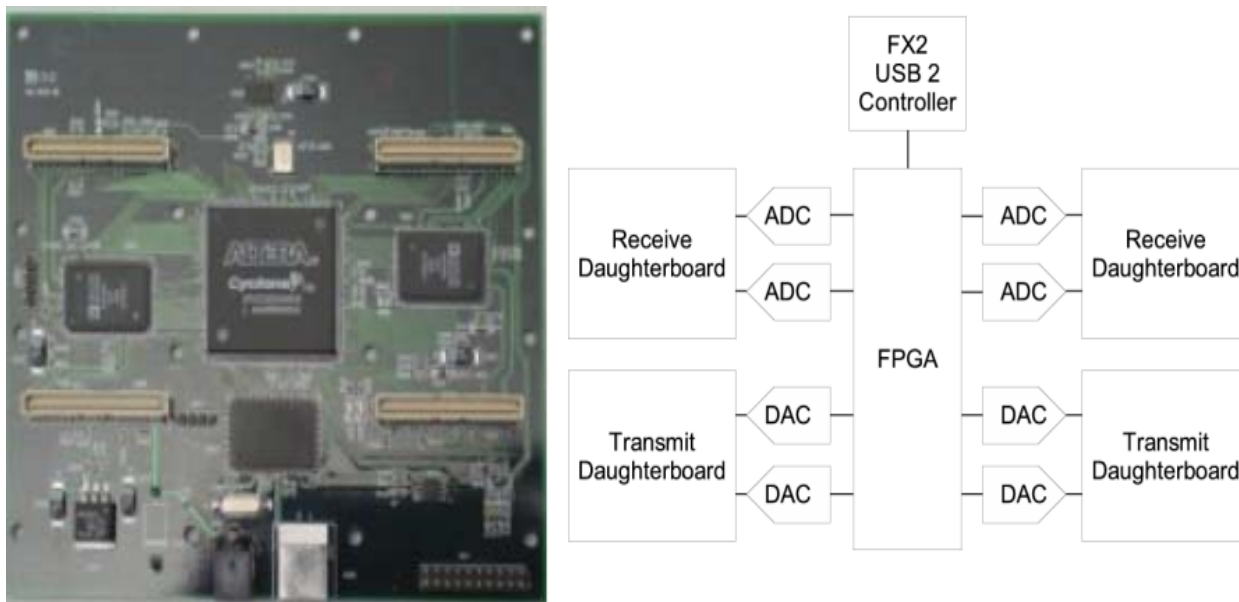 ALTERA
Cyclone
FX2
USB 2
Controller
Receive
Daughterboard
ADC
ADC
FPGA
ADC
ADC
Receive
Daughterboard
Transmit
Daughterboard
DAC
DAC
DAC
DAC
Transmit
Daughterboard